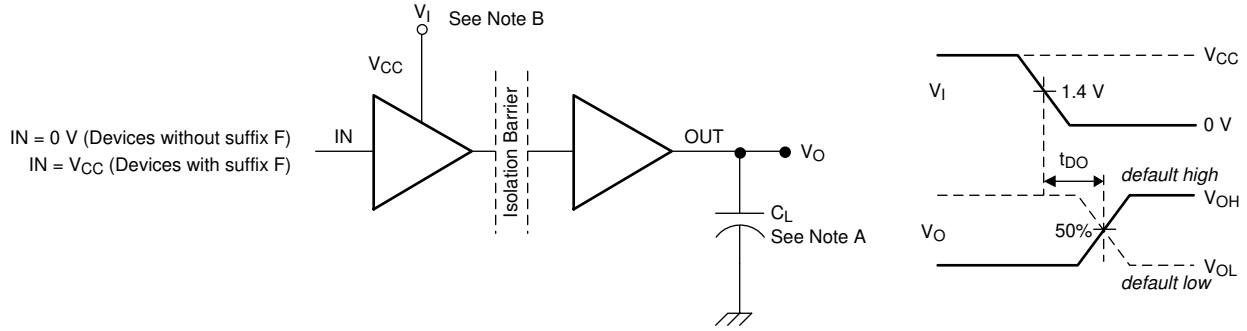 V_I
See Note B
V_CC
IN = 0 V (Devices without suffix F)
IN = V_CC (Devices with suffix F)
IN
Isolation Barrier
OUT
V_O
C_L
See Note A
V_CC
V_I
1.4 V
0 V
t_DO
default high
V_OH
V_O
50%
default low
V_OL